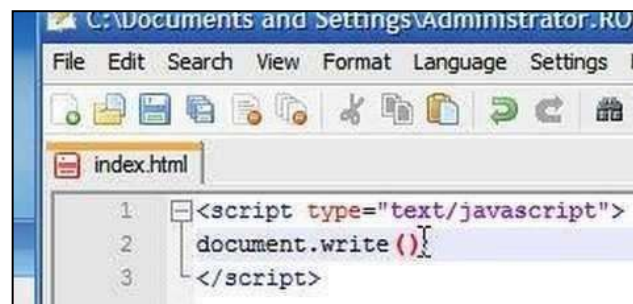 C:\Documents and Settings\Administrator.RO
File Edit Search View Format Language Settings
index.html
1 <script type="text/javascript">
2 document.write();
3 </script>